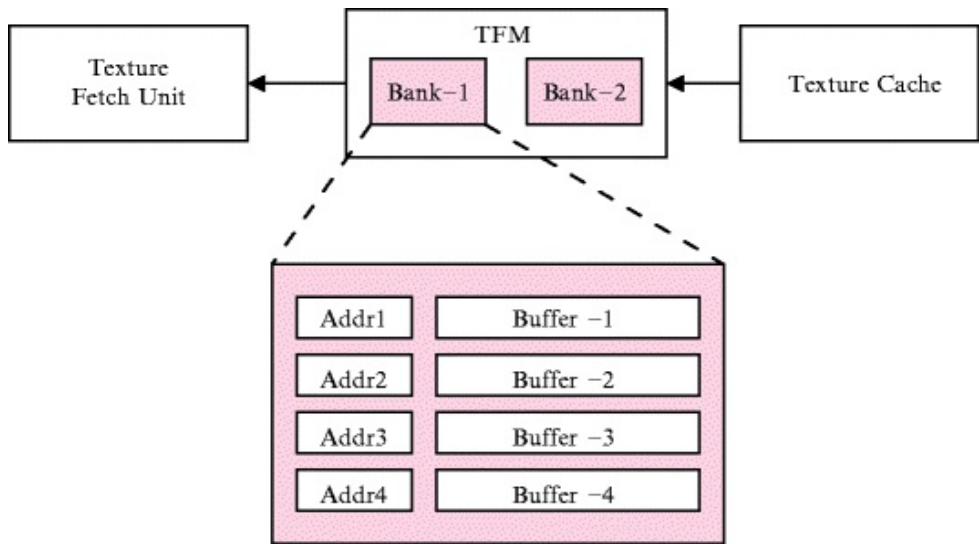 Texture
Fetch Unit
TFM
Bank-1
Bank-2
Texture Cache
Addr1
Buffer -1
Addr2
Buffer -2
Addr3
Buffer -3
Addr4
Buffer -4